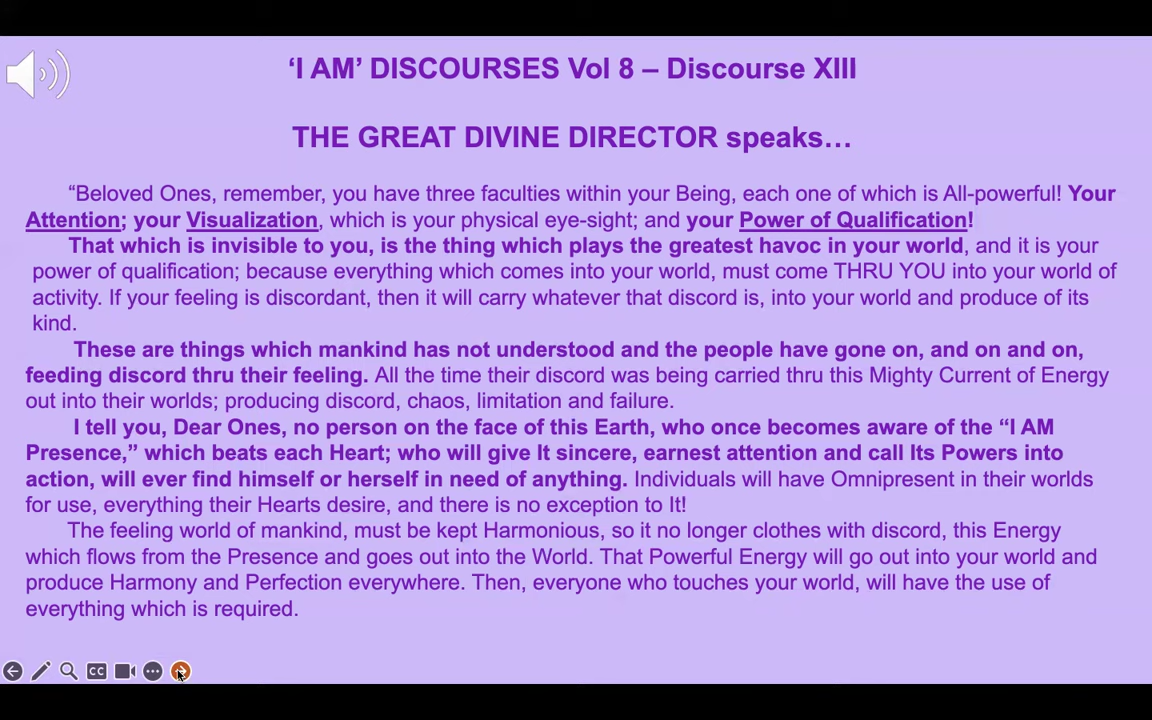 ‘I AM’ DISCOURSES Vol 8 – Discourse XIII
THE GREAT DIVINE DIRECTOR speaks…
“Beloved Ones, remember, you have three faculties within your Being, each one of which is All-powerful! Your
Attention; your Visualization, which is your physical eye-sight; and your Power of Qualification!
That which is invisible to you, is the thing which plays the greatest havoc in your world, and it is your
power of qualification; because everything which comes into your world, must come THRU YOU into your world of
activity. If your feeling is discordant, then it will carry whatever that discord is, into your world and produce of its
kind.
These are things which mankind has not understood and the people have gone on, and on and on,
feeding discord thru their feeling. All the time their discord was being carried thru this Mighty Current of Energy
out into their worlds; producing discord, chaos, limitation and failure.
I tell you, Dear Ones, no person on the face of this Earth, who once becomes aware of the “I AM
Presence,” which beats each Heart; who will give It sincere, earnest attention and call Its Powers into
action, will ever find himself or herself in need of anything. Individuals will have Omnipresent in their worlds
for use, everything their Hearts desire, and there is no exception to It!
The feeling world of mankind, must be kept Harmonious, so it no longer clothes with discord, this Energy
which flows from the Presence and goes out into the World. That Powerful Energy will go out into your world and
produce Harmony and Perfection everywhere. Then, everyone who touches your world, will have the use of
everything which is required.
CC